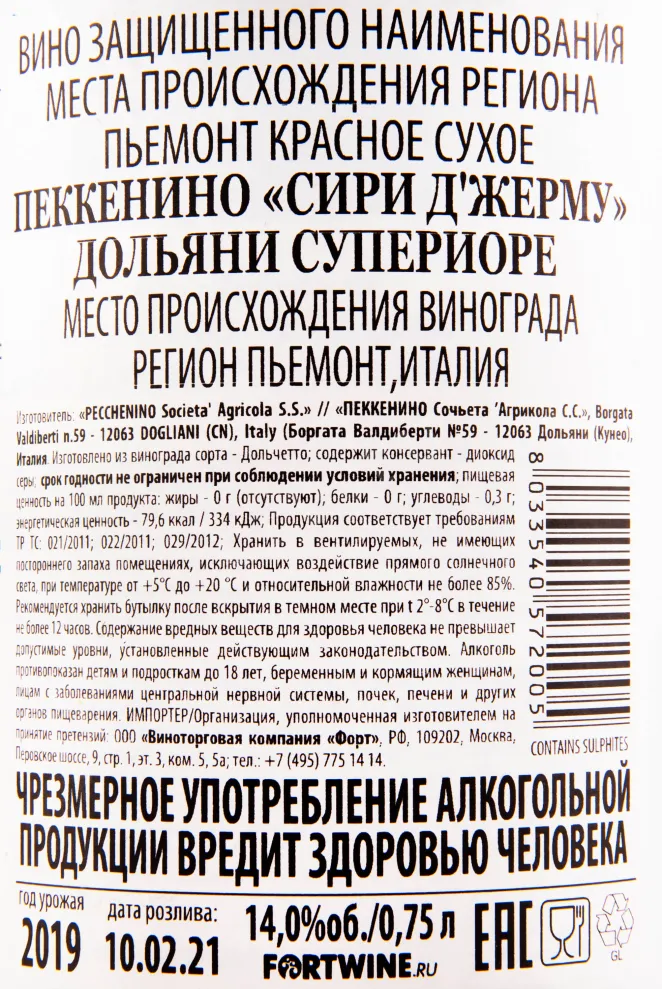 ВИНО ЗАЩИЩЕННОГО НАИМЕНОВАНИЯ
МЕСТА ПРОИСХОЖДЕНИЯ РЕГИОНА
ПЬЕМОНТ КРАСНОЕ СУХОЕ
ПЕККЕНИНО «СИРИ Д'ЖЕРМУ»
ДОЛЬЯНИ СУПЕРИОРЕ
МЕСТО ПРОИСХОЖДЕНИЯ ВИНОГРАДА
РЕГИОН ПЬЕМОНТ,ИТАЛИЯ
Изготовитель: «PECCHENINO Societa' Agricola S.S.» // «ПЕККЕНИНО Сочьета 'Агрикола С.С.», Borgata
Valdiberti n.59 - 12063 DOGLIANI (CN), Italy (Боргата Валдиберти №59 - 12063 Дольяни (Кунео),
Италия. Изготовлено из винограда сорта - Дольчетто; содержит консервант - диоксид
серы; срок годности не ограничен при соблюдении условий хранения; пищевая
ценность на 100 мл продукта: жиры - 0 г (отсутствуют); белки - 0 г; углеводы - 0,3 г;
энергетическая ценность - 79,6 ккал / 334 кДж; Продукция соответствует требованиям
ТР ТС: 021/2011; 022/2011; 029/2012; Хранить в вентилируемых, не имеющих
постороннего запаха помещениях, исключающих воздействие прямого солнечного
света, при температуре от +5°С до +20 °С и относительной влажности не более 85%.
Рекомендуется хранить бутылку после вскрытия в темном месте при t 2°-8°С в течение
не более 12 часов. Содержание вредных веществ для здоровья человека не превышает
допустимые уровни, установленные действующим законодательством. Алкоголь
противопоказан детям и подросткам до 18 лет, беременным и кормящим женщинам,
лицам с заболеваниями центральной нервной системы, почек, печени и других
органов пищеварения. ИМПОРТЕР/Организация, уполномоченная изготовителем на
принятие претензий: ООО «Виноторговая компания «Форт», РФ, 109202, Москва,
Перовское шоссе, 9, стр. 1, эт. 3, ком. 5, 5а; тел.: +7 (495) 775 14 14.
8 033540 572005
CONTAINS SULPHITES
ЧРЕЗМЕРНОЕ УПОТРЕБЛЕНИЕ АЛКОГОЛЬНОЙ
ПРОДУКЦИИ ВРЕДИТ ЗДОРОВЬЮ ЧЕЛОВЕКА
год урожая
2019
дата розлива:
10.02.21
14,0%об./0,75 л
FORTWINE.RU
EAC
GL